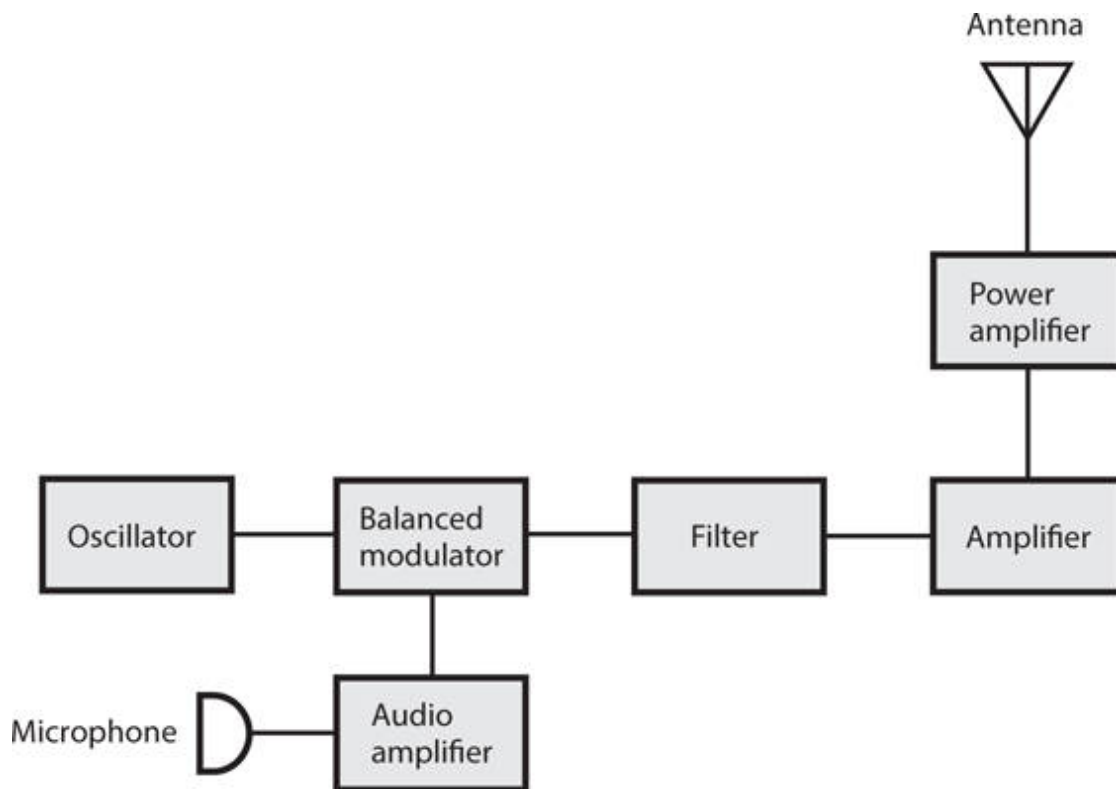 Antenna
Power
amplifier
Oscillator
Balanced
modulator
Filter
Amplifier
Microphone
Audio
amplifier